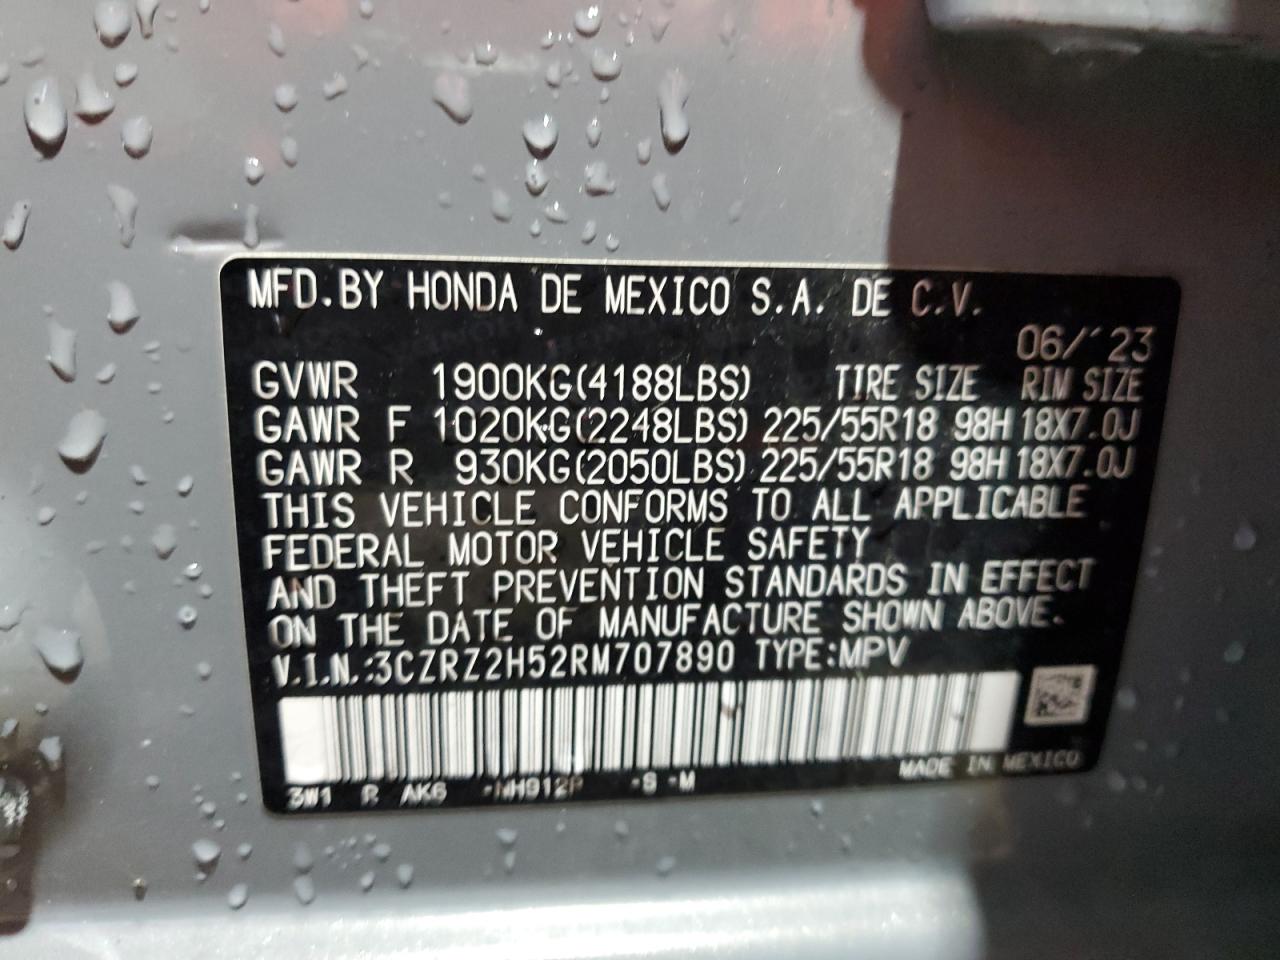 MFD.BY HONDA DE MEXICO S.A. DE C.V.
06/'23
GVWR 1900KG(4188LBS) TIRE SIZE RIM SIZE
GAWR F 1020KG(2248LBS) 225/55R18 98H 18X7.0J
GAWR R 930KG(2050LBS) 225/55R18 98H 18X7.0J
THIS VEHICLE CONFORMS TO ALL APPLICABLE
FEDERAL MOTOR VEHICLE SAFETY
AND THEFT PREVENTION STANDARDS IN EFFECT
ON THE DATE OF MANUFACTURE SHOWN ABOVE.
V.I.N.:3CZRZ2H52RM707890 TYPE:MPV
3W1 R AK6 -NH912P -S -M MADE IN MEXICO